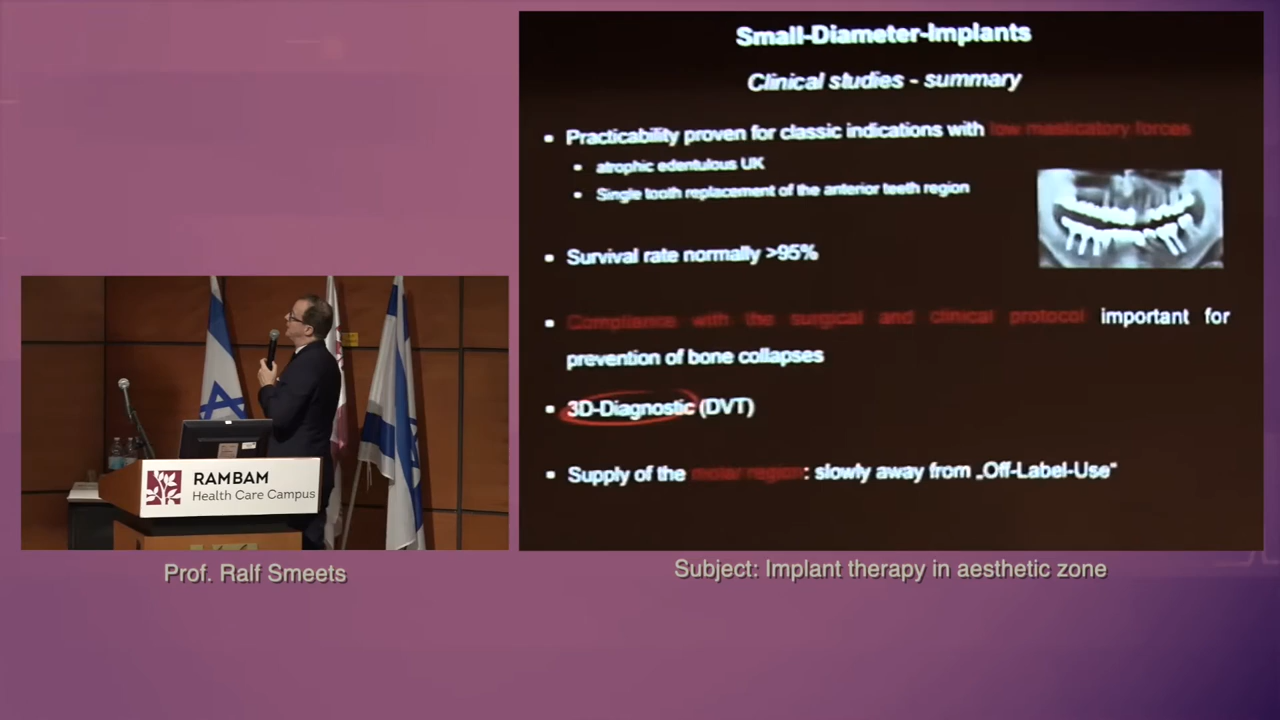 Small-Diameter-Implants
Clinical studies - summary
▪ Practicability proven for classic indications with low masticatory forces
▪ atrophic edentulous UK
▪ Single tooth replacement of the anterior teeth region
▪ Survival rate normally >95%
▪ Compliance with the surgical and clinical protocol important for
prevention of bone collapses
▪ 3D-Diagnostic (DVT)
▪ Supply of the molar region: slowly away from „Off-Label-Use“
RAMBAM
Health Care Campus
Prof. Ralf Smeets
Subject: Implant therapy in aesthetic zone